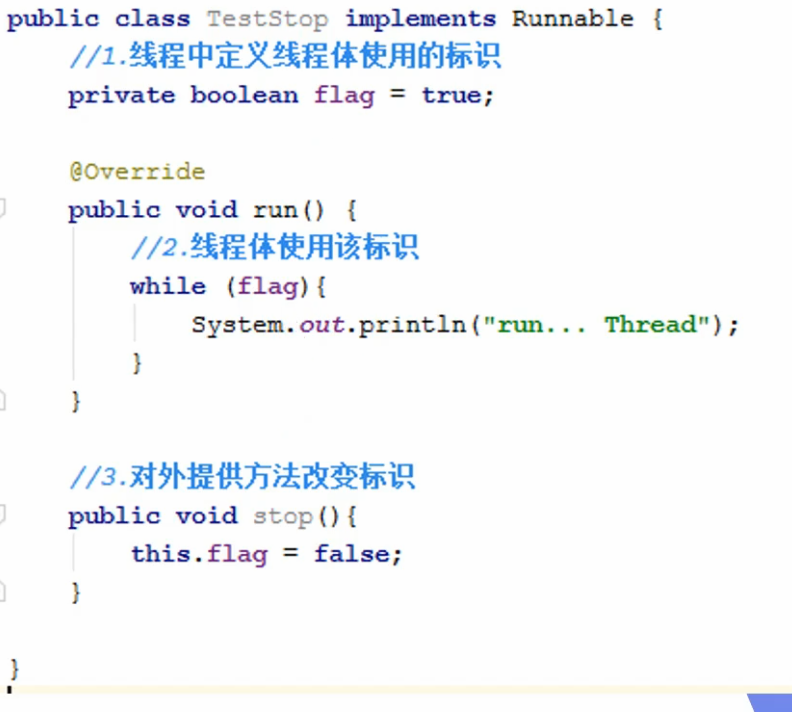 public class TestStop implements Runnable {
//1.线程中定义线程体使用的标识
private boolean flag = true;
@Override
public void run() {
//2.线程体使用该标识
while (flag){
System.out.println("run... Thread");
}
}
//3.对外提供方法改变标识
public void stop(){
this.flag = false;
}
}